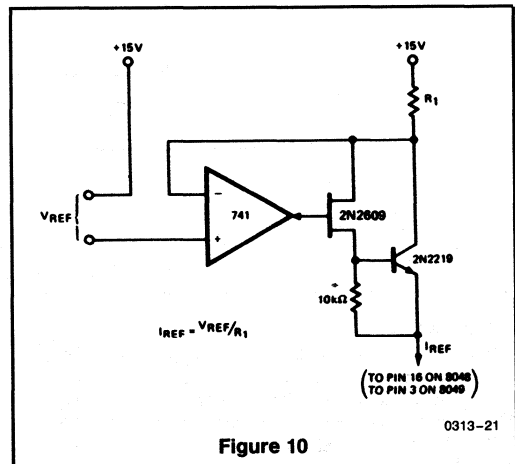 +15V
+15V
R1
VREF
−
741
+
2N2609
2N2219
10kΩ
IREF = VREF/R1
IREF
(TO PIN 16 ON 8048)
(TO PIN 3 ON 8049)
0313–21
Figure 10